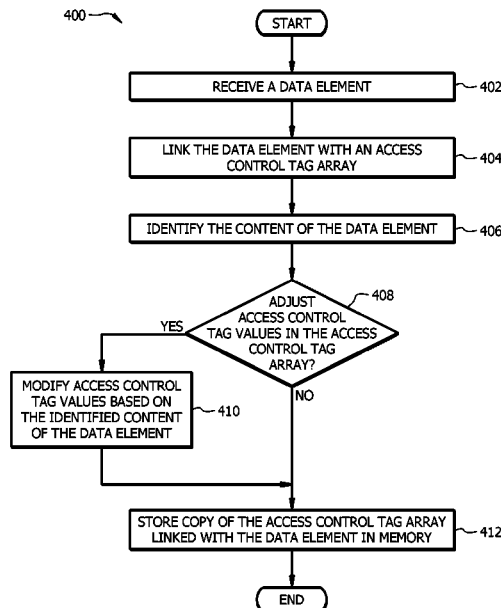 400
START
RECEIVE A DATA ELEMENT
402
LINK THE DATA ELEMENT WITH AN ACCESS
CONTROL TAG ARRAY
404
IDENTIFY THE CONTENT OF THE DATA ELEMENT
406
ADJUST
ACCESS CONTROL
TAG VALUES IN THE ACCESS
CONTROL TAG
ARRAY?
408
YES
NO
MODIFY ACCESS CONTROL
TAG VALUES BASED ON
THE IDENTIFIED CONTENT
OF THE DATA ELEMENT
410
STORE COPY OF THE ACCESS CONTROL TAG ARRAY
LINKED WITH THE DATA ELEMENT IN MEMORY
412
END